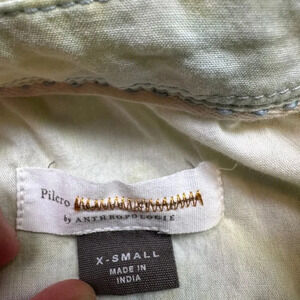 Pilcro
by ANTHROPOLOGIE
X-SMALL
MADE IN
INDIA